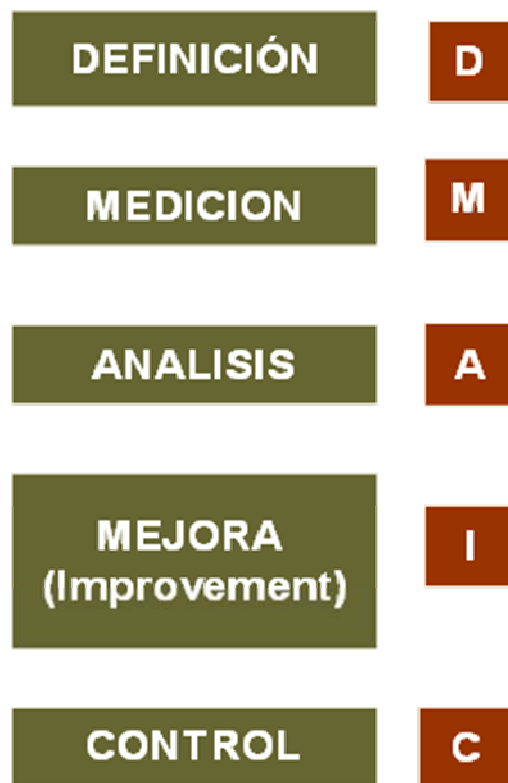 DEFINICIÓN D
MEDICION M
ANALISIS A
MEJORA
(Improvement) I
CONTROL C